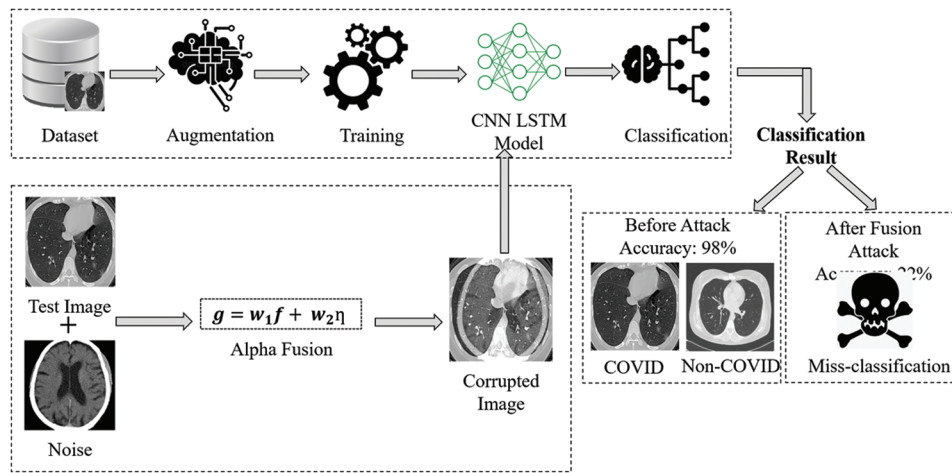 Dataset
Augmentation
Training
CNN LSTM
Model
Classification
Classification
Result
Test Image
+
Noise
g = w₁f + w₂η
Alpha Fusion
Corrupted
Image
Before Attack
Accuracy: 98%
COVID
Non-COVID
After Fusion
Attack
Miss-classification